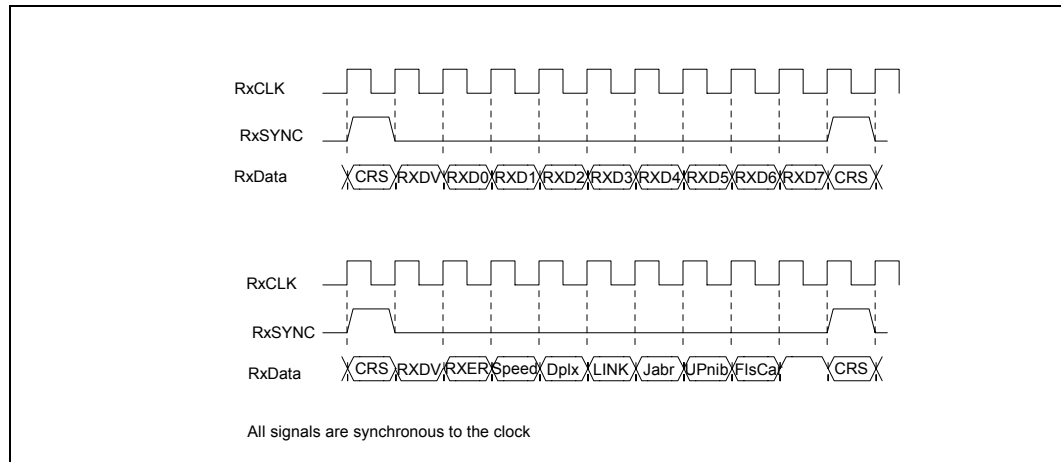 RxCLK
RxSYNC
RxData CRS RXDV RXD0 RXD1 RXD2 RXD3 RXD4 RXD5 RXD6 RXD7 CRS
RxCLK
RxSYNC
RxData CRS RXDV RXER Speed Dplx LINK Jabr UPnib FlsCar CRS
All signals are synchronous to the clock